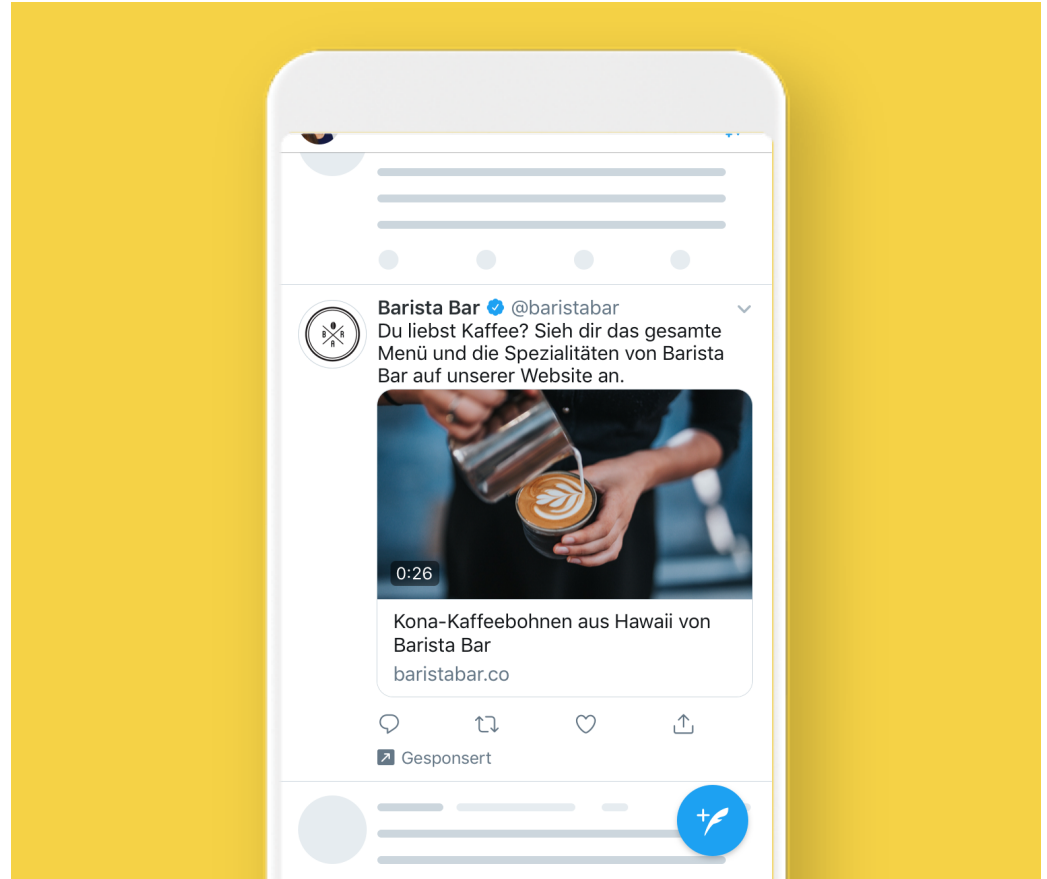 Barista Bar @baristabar
Du liebst Kaffee? Sieh dir das gesamte
Menü und die Spezialitäten von Barista
Bar auf unserer Website an.
B A R A
0:26
Kona-Kaffeebohnen aus Hawaii von
Barista Bar
baristabar.co
Gesponsert